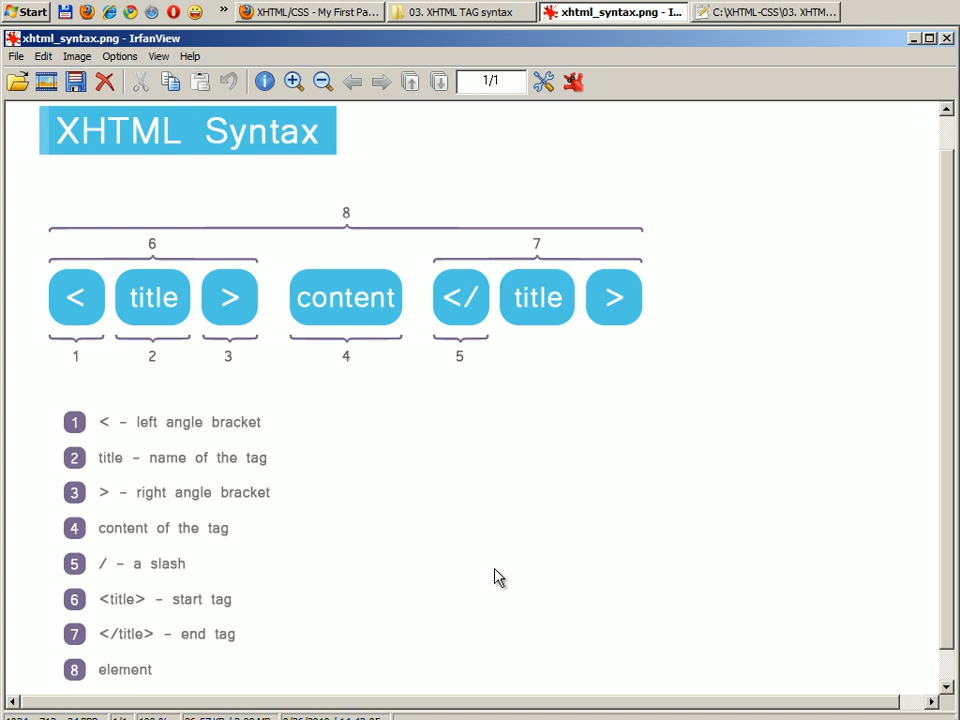 Start
»
XHTML/CSS - My First Pa...
03. XHTML TAG syntax
xhtml_syntax.png - I...
C:\XHTML-CSS\03. XHTM...
xhtml_syntax.png - IrfanView
File Edit Image Options View Help
1/1
XHTML Syntax
8
6 7
< title > content </ title >
1 2 3 4 5
1 < - left angle bracket
2 title - name of the tag
3 > - right angle bracket
4 content of the tag
5 / - a slash
6 <title> - start tag
7 </title> - end tag
8 element